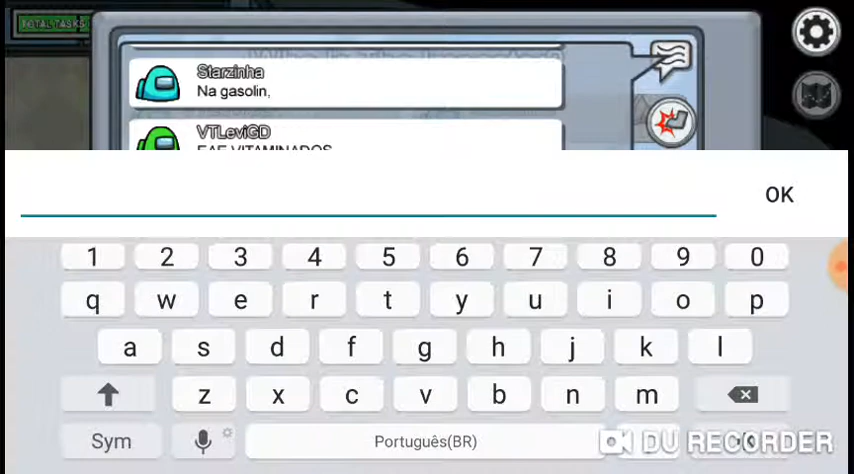 TOTAL TASKS
Starzinha
Na gasolin,
VTLeviGD
EAE VITAMINADOS
OK
1 2 3 4 5 6 7 8 9 0
q w e r t y u i o p
a s d f g h j k l
z x c v b n m
Sym
Português(BR)
DU RECORDER